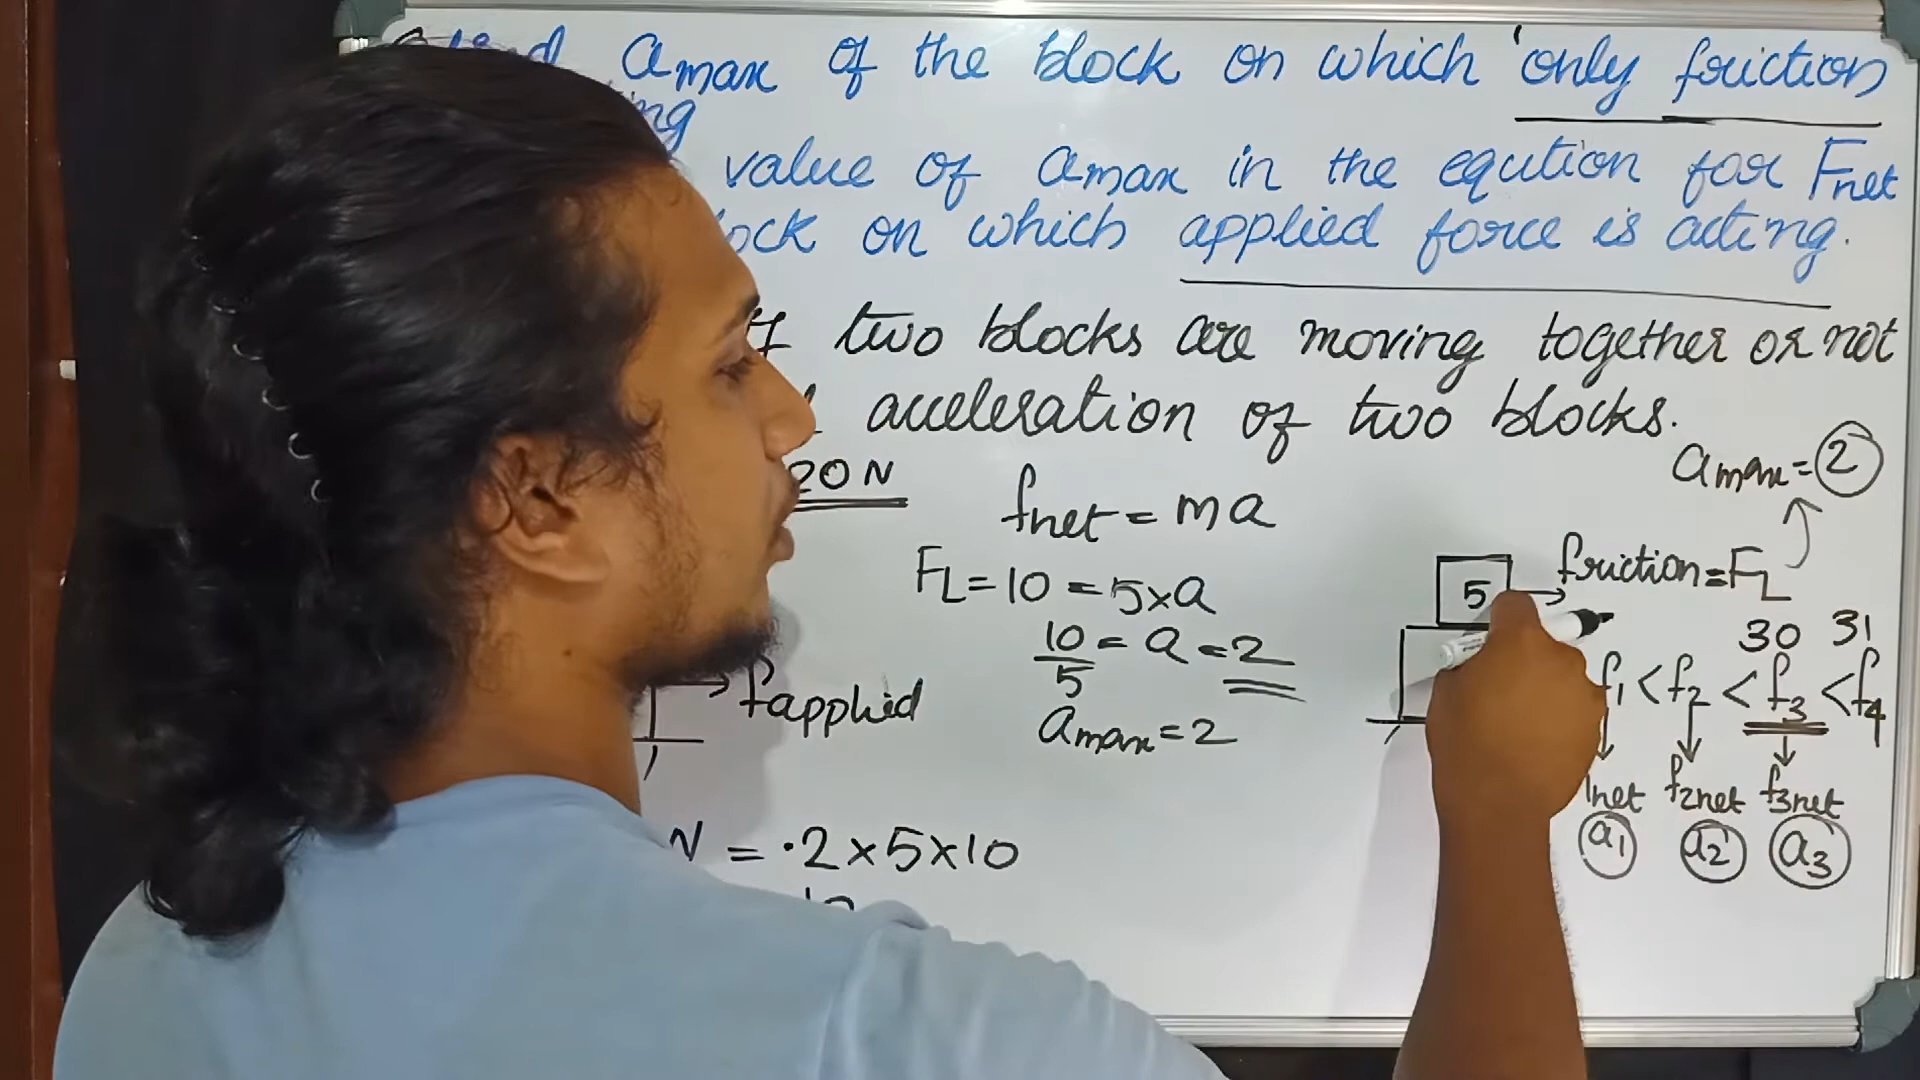 find amax of the block on which 'only friction
value of amax in the eqution for Fnet
on which applied force is acting.
two blocks are moving together or not
acceleration of two blocks.
amax = 2
20 N
fnet = ma
FL = 10 = 5×a
10/5 = a = 2
amax = 2
fapplied
N = .2×5×10
5
friction = FL
30 31
f1 < f2 < f3 < f4
f2net f3net
a1 a2 a3